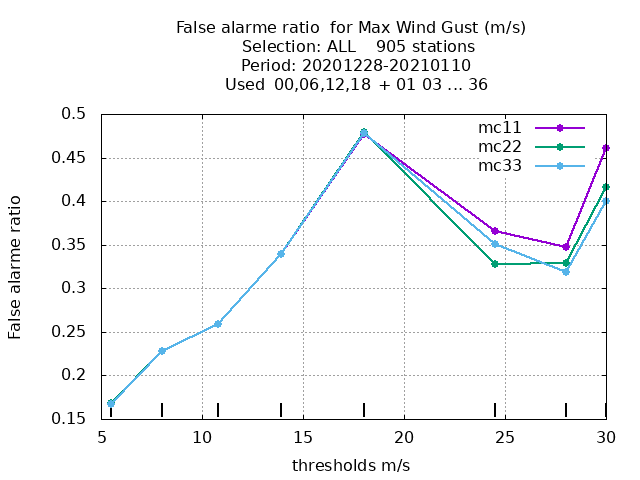 False alarme ratio  for Max Wind Gust (m/s)
Selection: ALL    905 stations
Period: 20201228-20210110
Used  00,06,12,18  + 01 03 ... 36
mc11
mc22
mc33
0.5
0.45
0.4
0.35
0.3
0.25
0.2
0.15
False alarme ratio
5 10 15 20 25 30
thresholds m/s